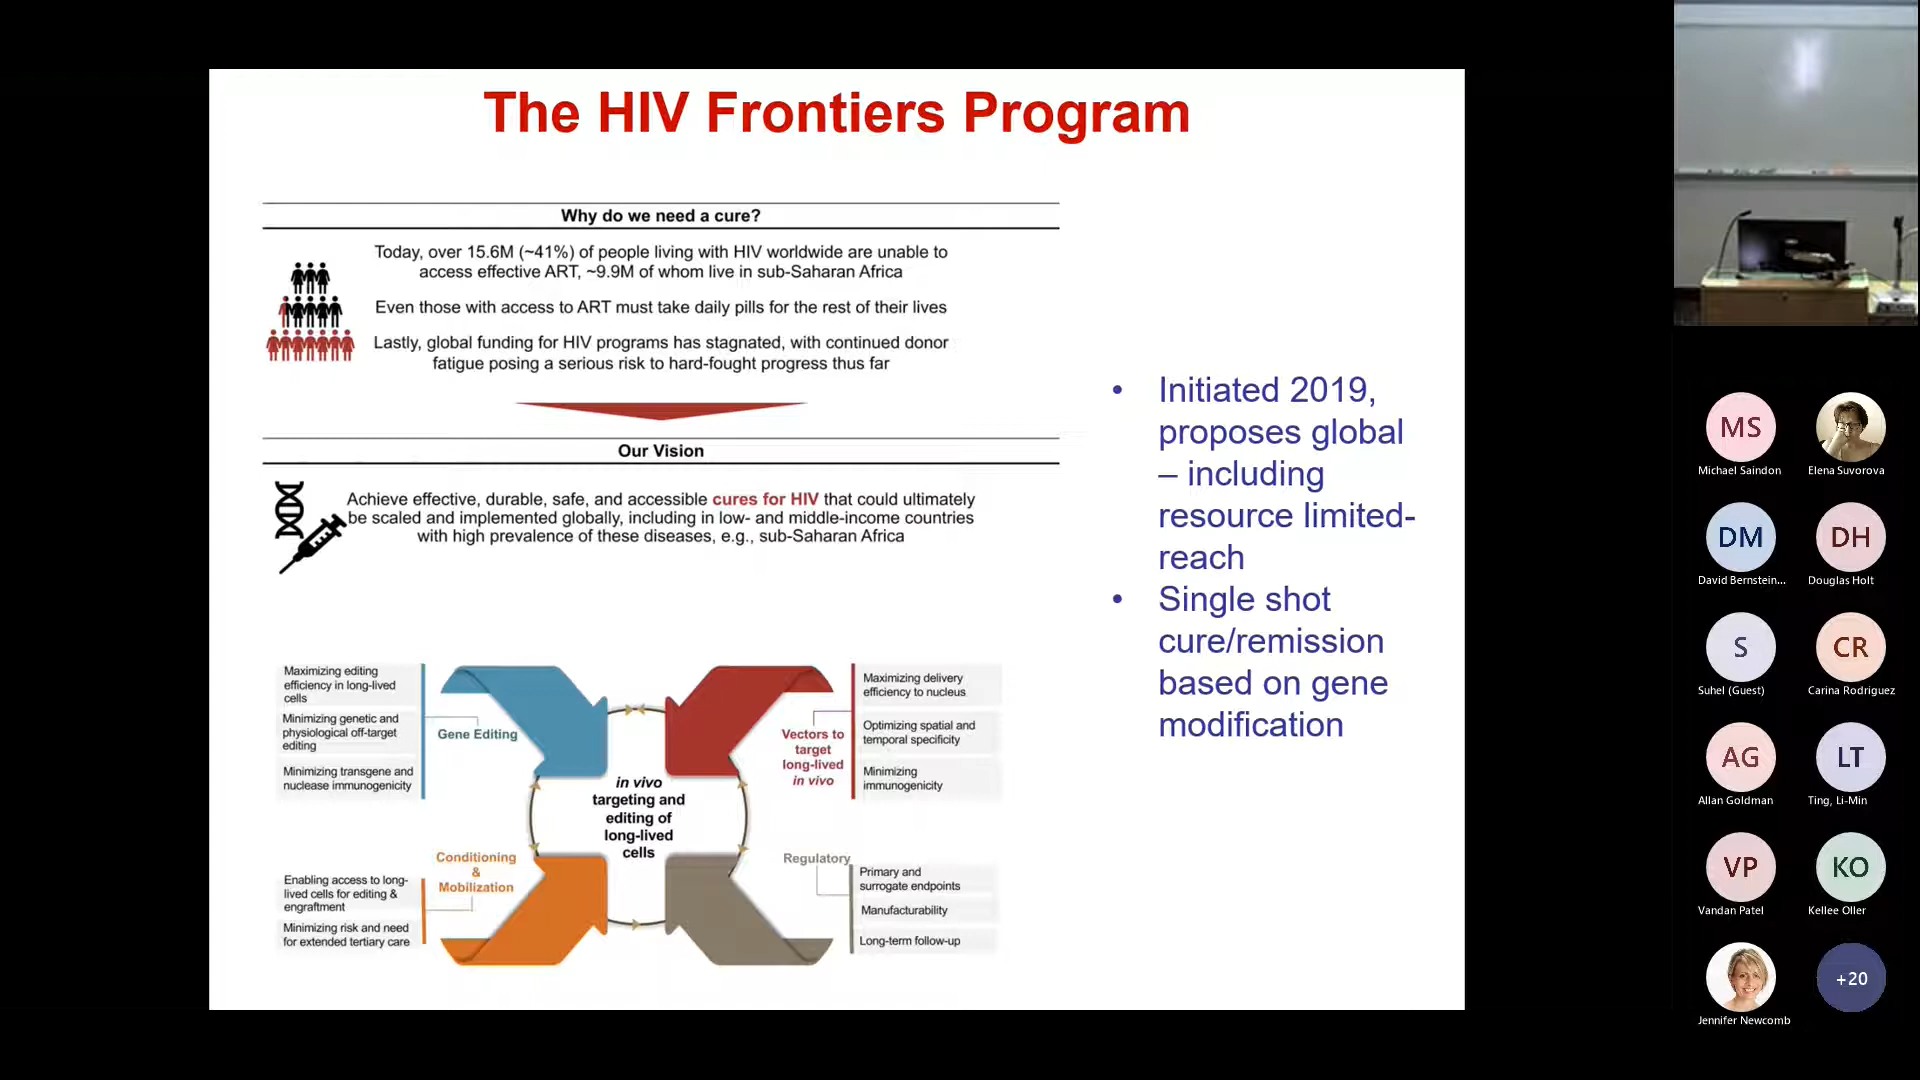 The HIV Frontiers Program
Why do we need a cure?
Today, over 15.6M (~41%) of people living with HIV worldwide are unable to
access effective ART, ~9.9M of whom live in sub-Saharan Africa
Even those with access to ART must take daily pills for the rest of their lives
Lastly, global funding for HIV programs has stagnated, with continued donor
fatigue posing a serious risk to hard-fought progress thus far
Our Vision
Achieve effective, durable, safe, and accessible cures for HIV that could ultimately
be scaled and implemented globally, including in low- and middle-income countries
with high prevalence of these diseases, e.g., sub-Saharan Africa
Maximizing editing
efficiency in long-lived
cells
Minimizing genetic and
physiological off-target
editing
Minimizing transgene and
nuclease immunogenicity
Gene Editing
Vectors to
target
long-lived
in vivo
Maximizing delivery
efficiency to nucleus
Optimizing spatial and
temporal specificity
Minimizing
immunogenicity
in vivo
targeting and
editing of
long-lived
cells
Conditioning
&
Mobilization
Enabling access to long-
lived cells for editing &
engraftment
Minimizing risk and need
for extended tertiary care
Regulatory
Primary and
surrogate endpoints
Manufacturability
Long-term follow-up
• Initiated 2019,
proposes global
– including
resource limited-
reach
• Single shot
cure/remission
based on gene
modification
MS
Michael Saindon
Elena Suvorova
DM
David Bernstein...
DH
Douglas Holt
S
Suhel (Guest)
CR
Carina Rodriguez
AG
Allan Goldman
LT
Ting, Li-Min
VP
Vandan Patel
KO
Kellee Oller
Jennifer Newcomb
+20